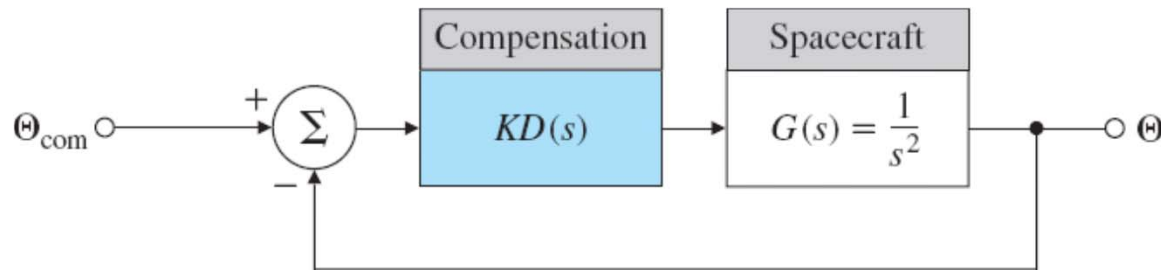 Compensation
Spacecraft
Θcom
+
Σ
−
KD(s)
G(s) = 1/s²
Θ